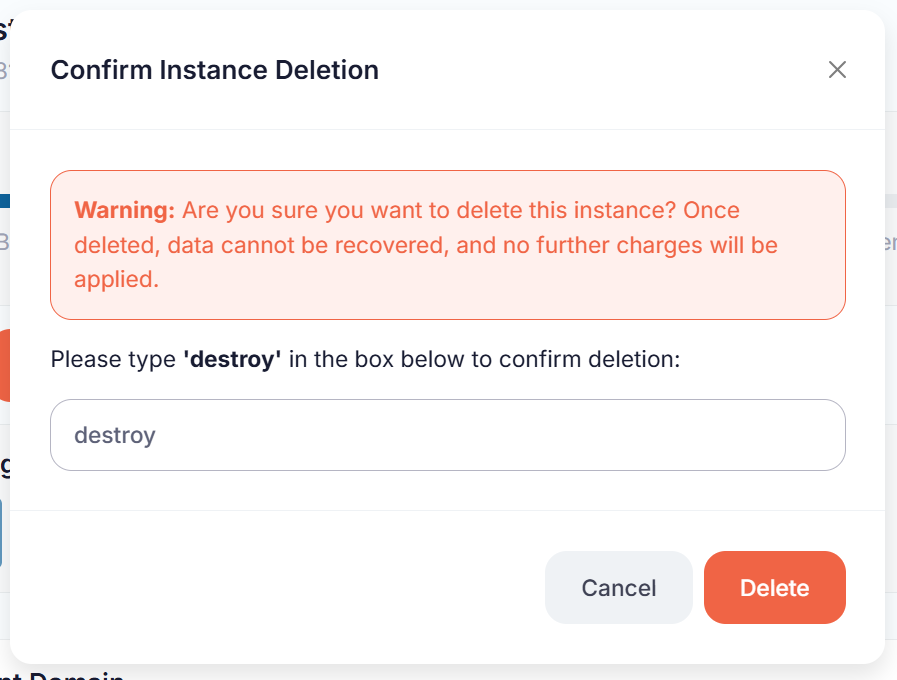 Confirm Instance Deletion
Warning: Are you sure you want to delete this instance? Once
deleted, data cannot be recovered, and no further charges will be
applied.
Please type 'destroy' in the box below to confirm deletion:
destroy
Cancel
Delete